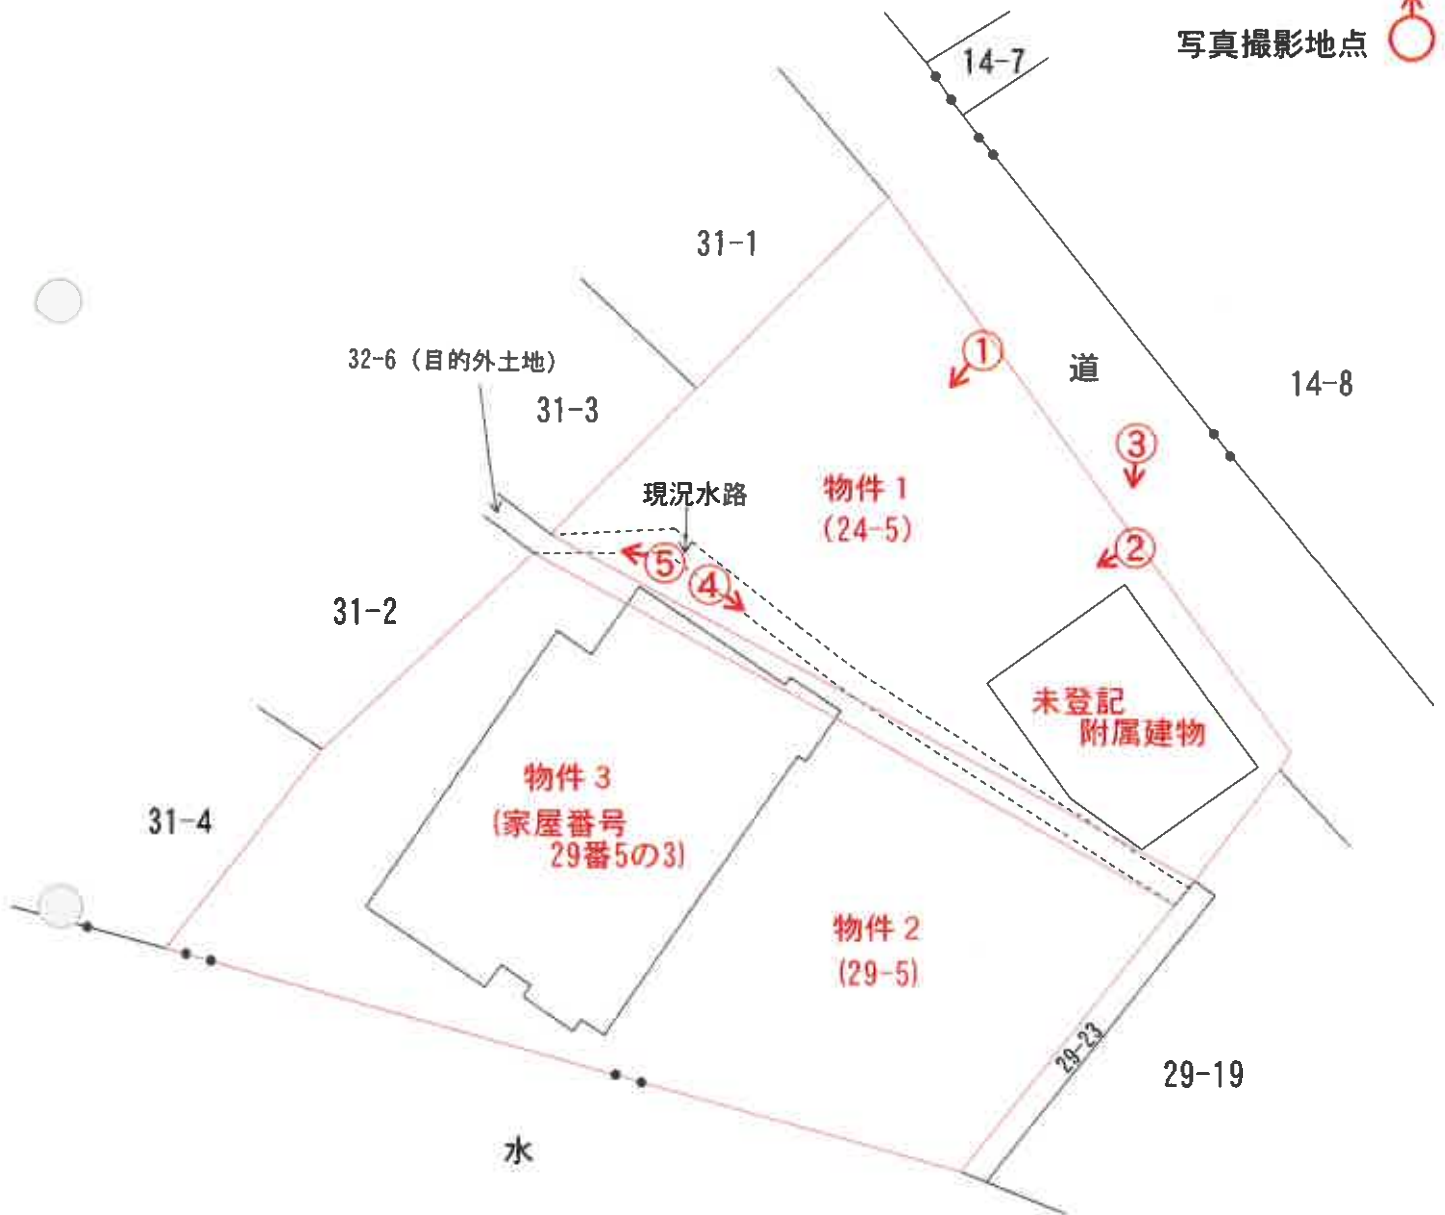 写真撮影地点
14-7
31-1
①
道
14-8
32-6（目的外土地）
31-3
③
現況水路
物件1
(24-5)
②
⑤
④
31-2
未登記
附属建物
物件3
(家屋番号
29番5の3)
31-4
物件2
(29-5)
29-23
29-19
水